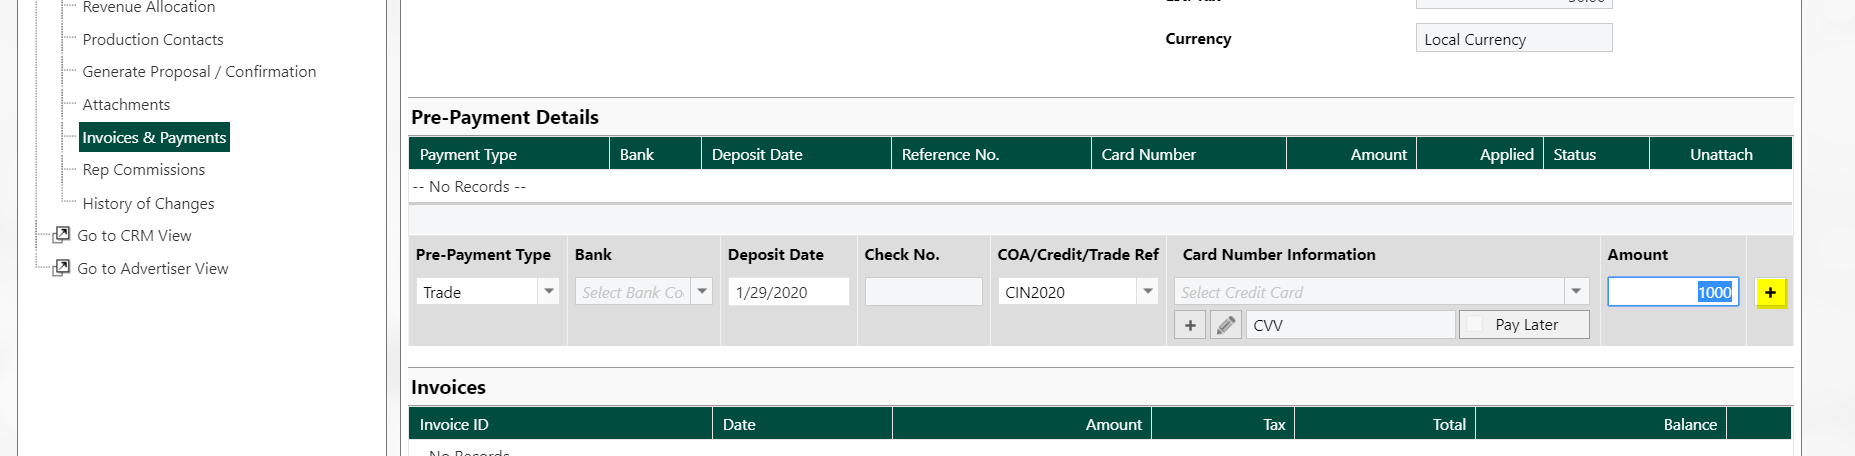 Revenue Allocation
Production Contacts
Generate Proposal / Confirmation
Attachments
Invoices & Payments
Rep Commissions
History of Changes
Go to CRM View
Go to Advertiser View
Currency Local Currency
Pre-Payment Details
Payment Type Bank Deposit Date Reference No. Card Number Amount Applied Status Unattach
-- No Records --
Pre-Payment Type Bank Deposit Date Check No. COA/Credit/Trade Ref Card Number Information Amount
Trade Select Bank Co 1/29/2020 CIN2020 Select Credit Card 1000 +
+ CVV Pay Later
Invoices
Invoice ID Date Amount Tax Total Balance
No Records